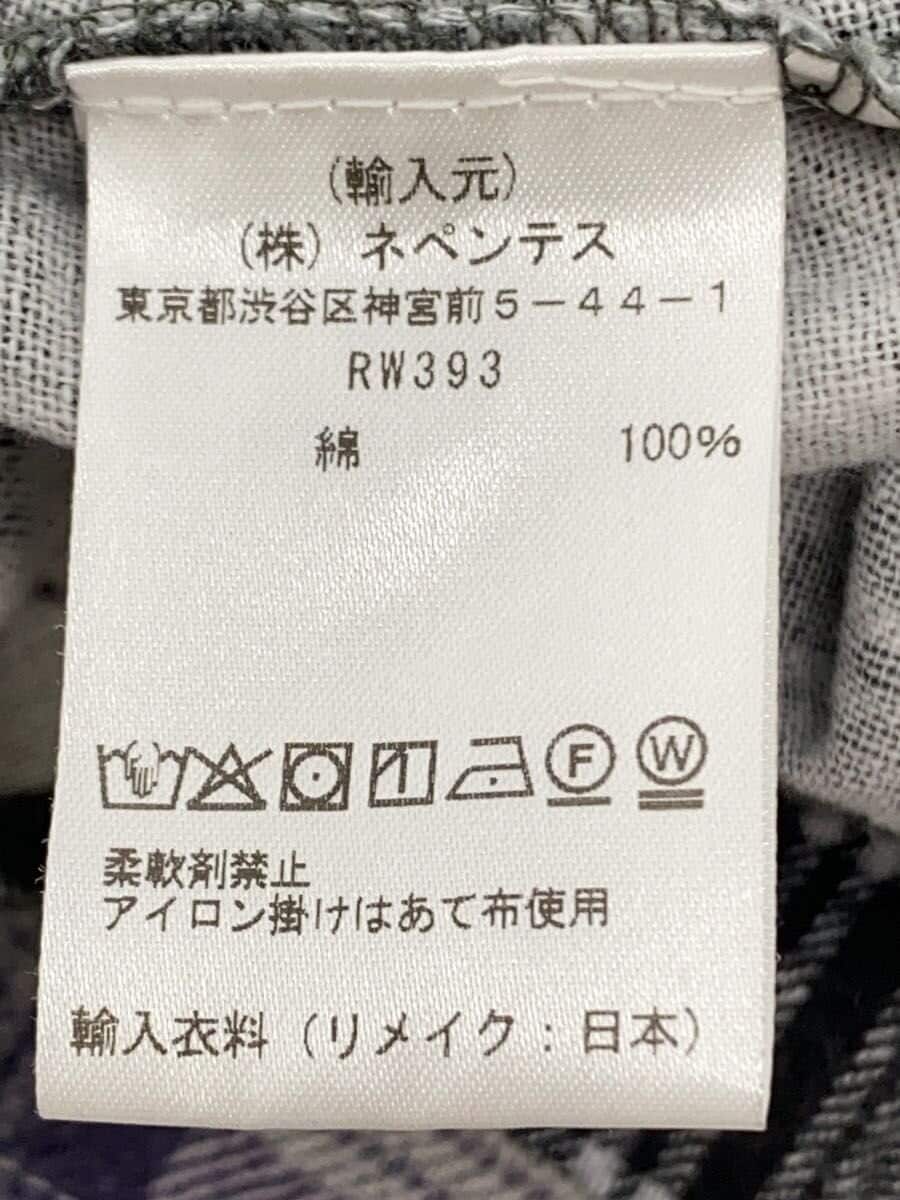 (輸入元)
(株) ネペンテス
東京都渋谷区神宮前5-44-1
RW393
綿 100%
F W
柔軟剤禁止
アイロン掛けはあて布使用
輸入衣料 (リメイク:日本)